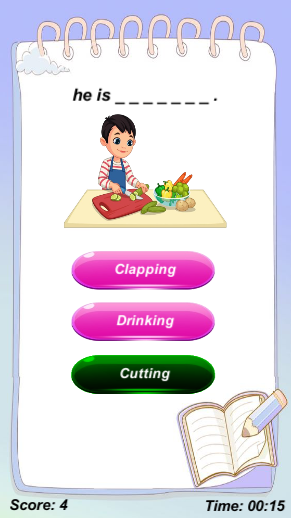 he is _ _ _ _ _ _ _ .
Clapping
Drinking
Cutting
Score: 4
Time: 00:15